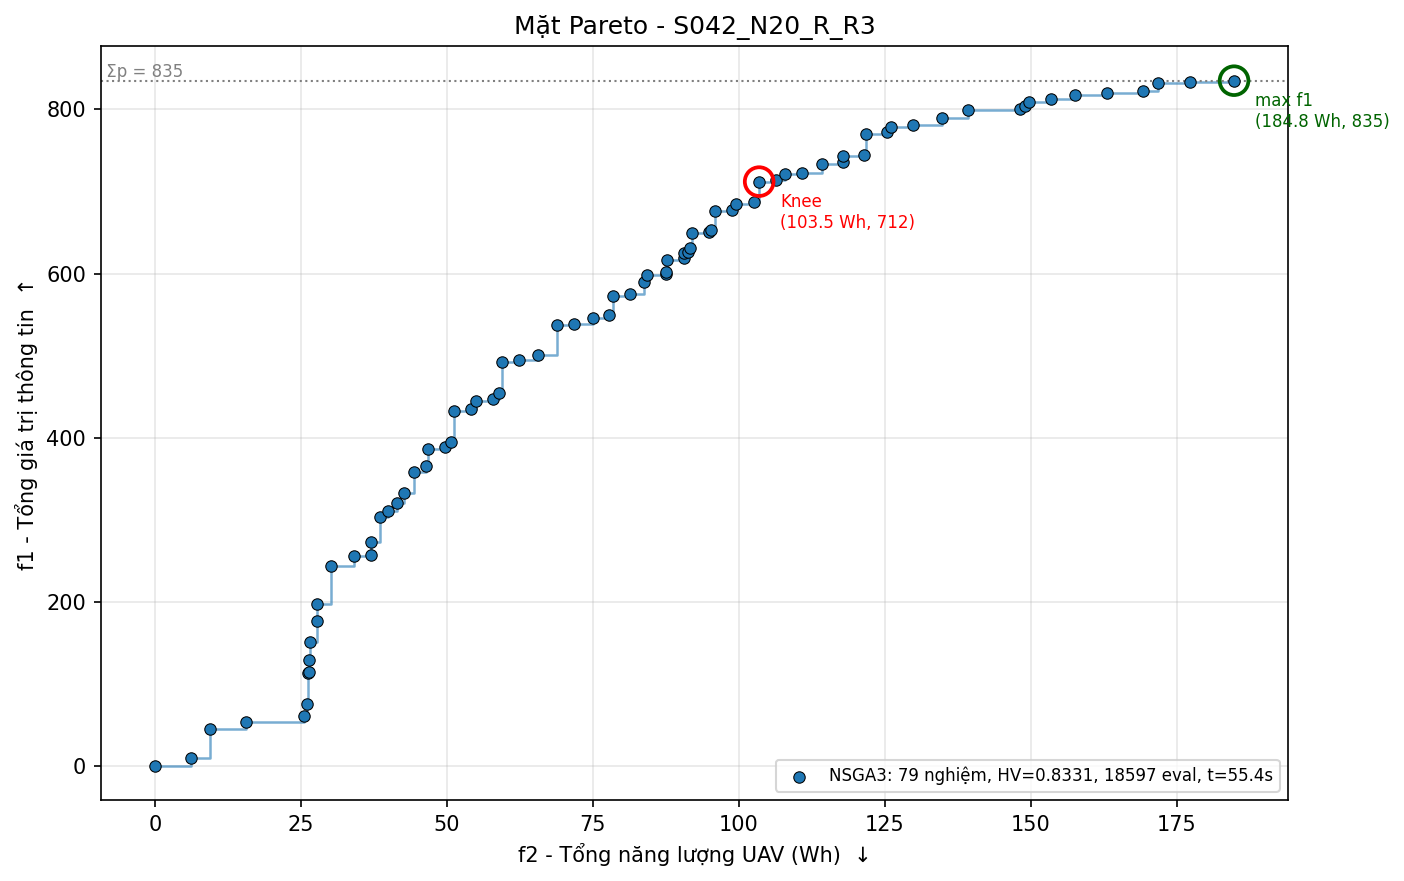 Mặt Pareto - S042_N20_R_R3
Σp = 835
max f1
(184.8 Wh, 835)
Knee
(103.5 Wh, 712)
800
600
400
200
0
f1 - Tổng giá trị thông tin ↑
NSGA3: 79 nghiệm, HV=0.8331, 18597 eval, t=55.4s
0 25 50 75 100 125 150 175
f2 - Tổng năng lượng UAV (Wh) ↓